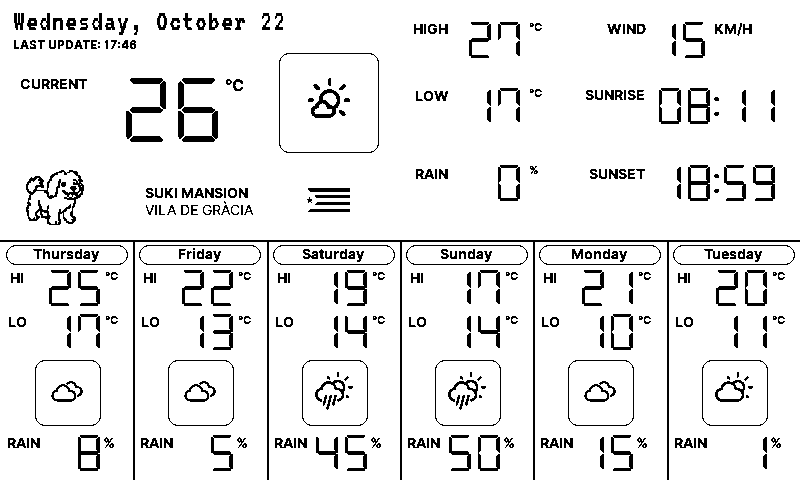 Wednesday, October 22
LAST UPDATE: 17:46
CURRENT 26 °C
SUKI MANSION
VILA DE GRÀCIA
HIGH 27 °C
LOW 17 °C
RAIN 0 %
WIND 15 KM/H
SUNRISE 08:11
SUNSET 18:59
Thursday
HI 25 °C
LO 17 °C
RAIN 8 %
Friday
HI 22 °C
LO 13 °C
RAIN 5 %
Saturday
HI 19 °C
LO 14 °C
RAIN 45 %
Sunday
HI 17 °C
LO 14 °C
RAIN 50 %
Monday
HI 21 °C
LO 10 °C
RAIN 15 %
Tuesday
HI 20 °C
LO 11 °C
RAIN 1 %